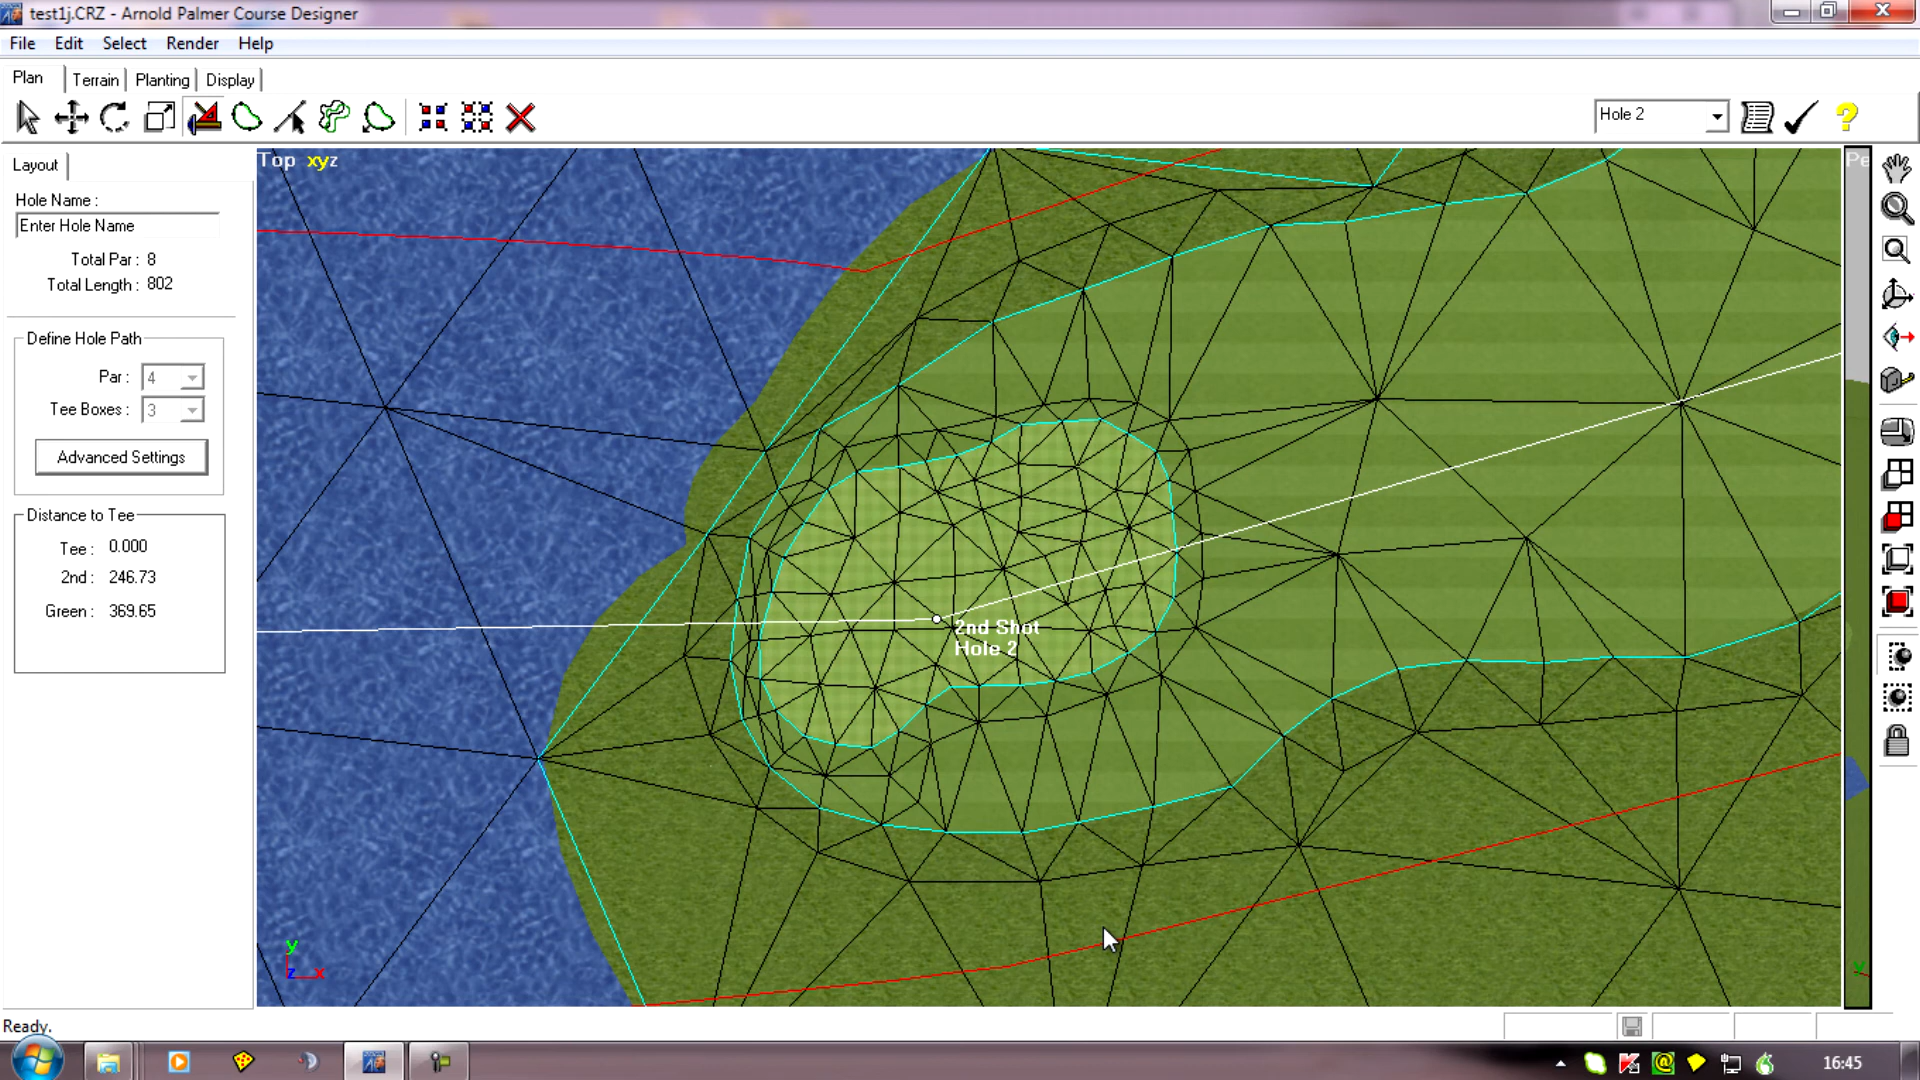 test1j.CRZ - Arnold Palmer Course Designer
File Edit Select Render Help
Plan Terrain Planting Display
Hole 2
Layout
Hole Name :
Enter Hole Name
Total Par : 8
Total Length : 802
Define Hole Path
Par : 4
Tee Boxes : 3
Advanced Settings
Distance to Tee
Tee : 0.000
2nd : 246.73
Green : 369.65
Top xyz
Pe
2nd Shot
Hole 2
y
z x
y
Ready.
16:45